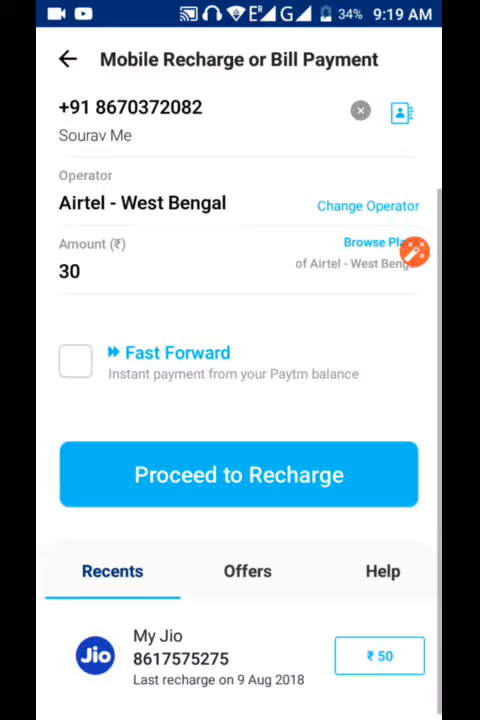 34% 9:19 AM
Mobile Recharge or Bill Payment
+91 8670372082
Sourav Me
Operator
Airtel - West Bengal
Change Operator
Amount (₹)
Browse
30
of Airtel - West
Fast Forward
Instant payment from your Paytm balance
Proceed to Recharge
Recents Offers Help
My Jio
Jio
8617575275
₹ 50
Last recharge on 9 Aug 2018